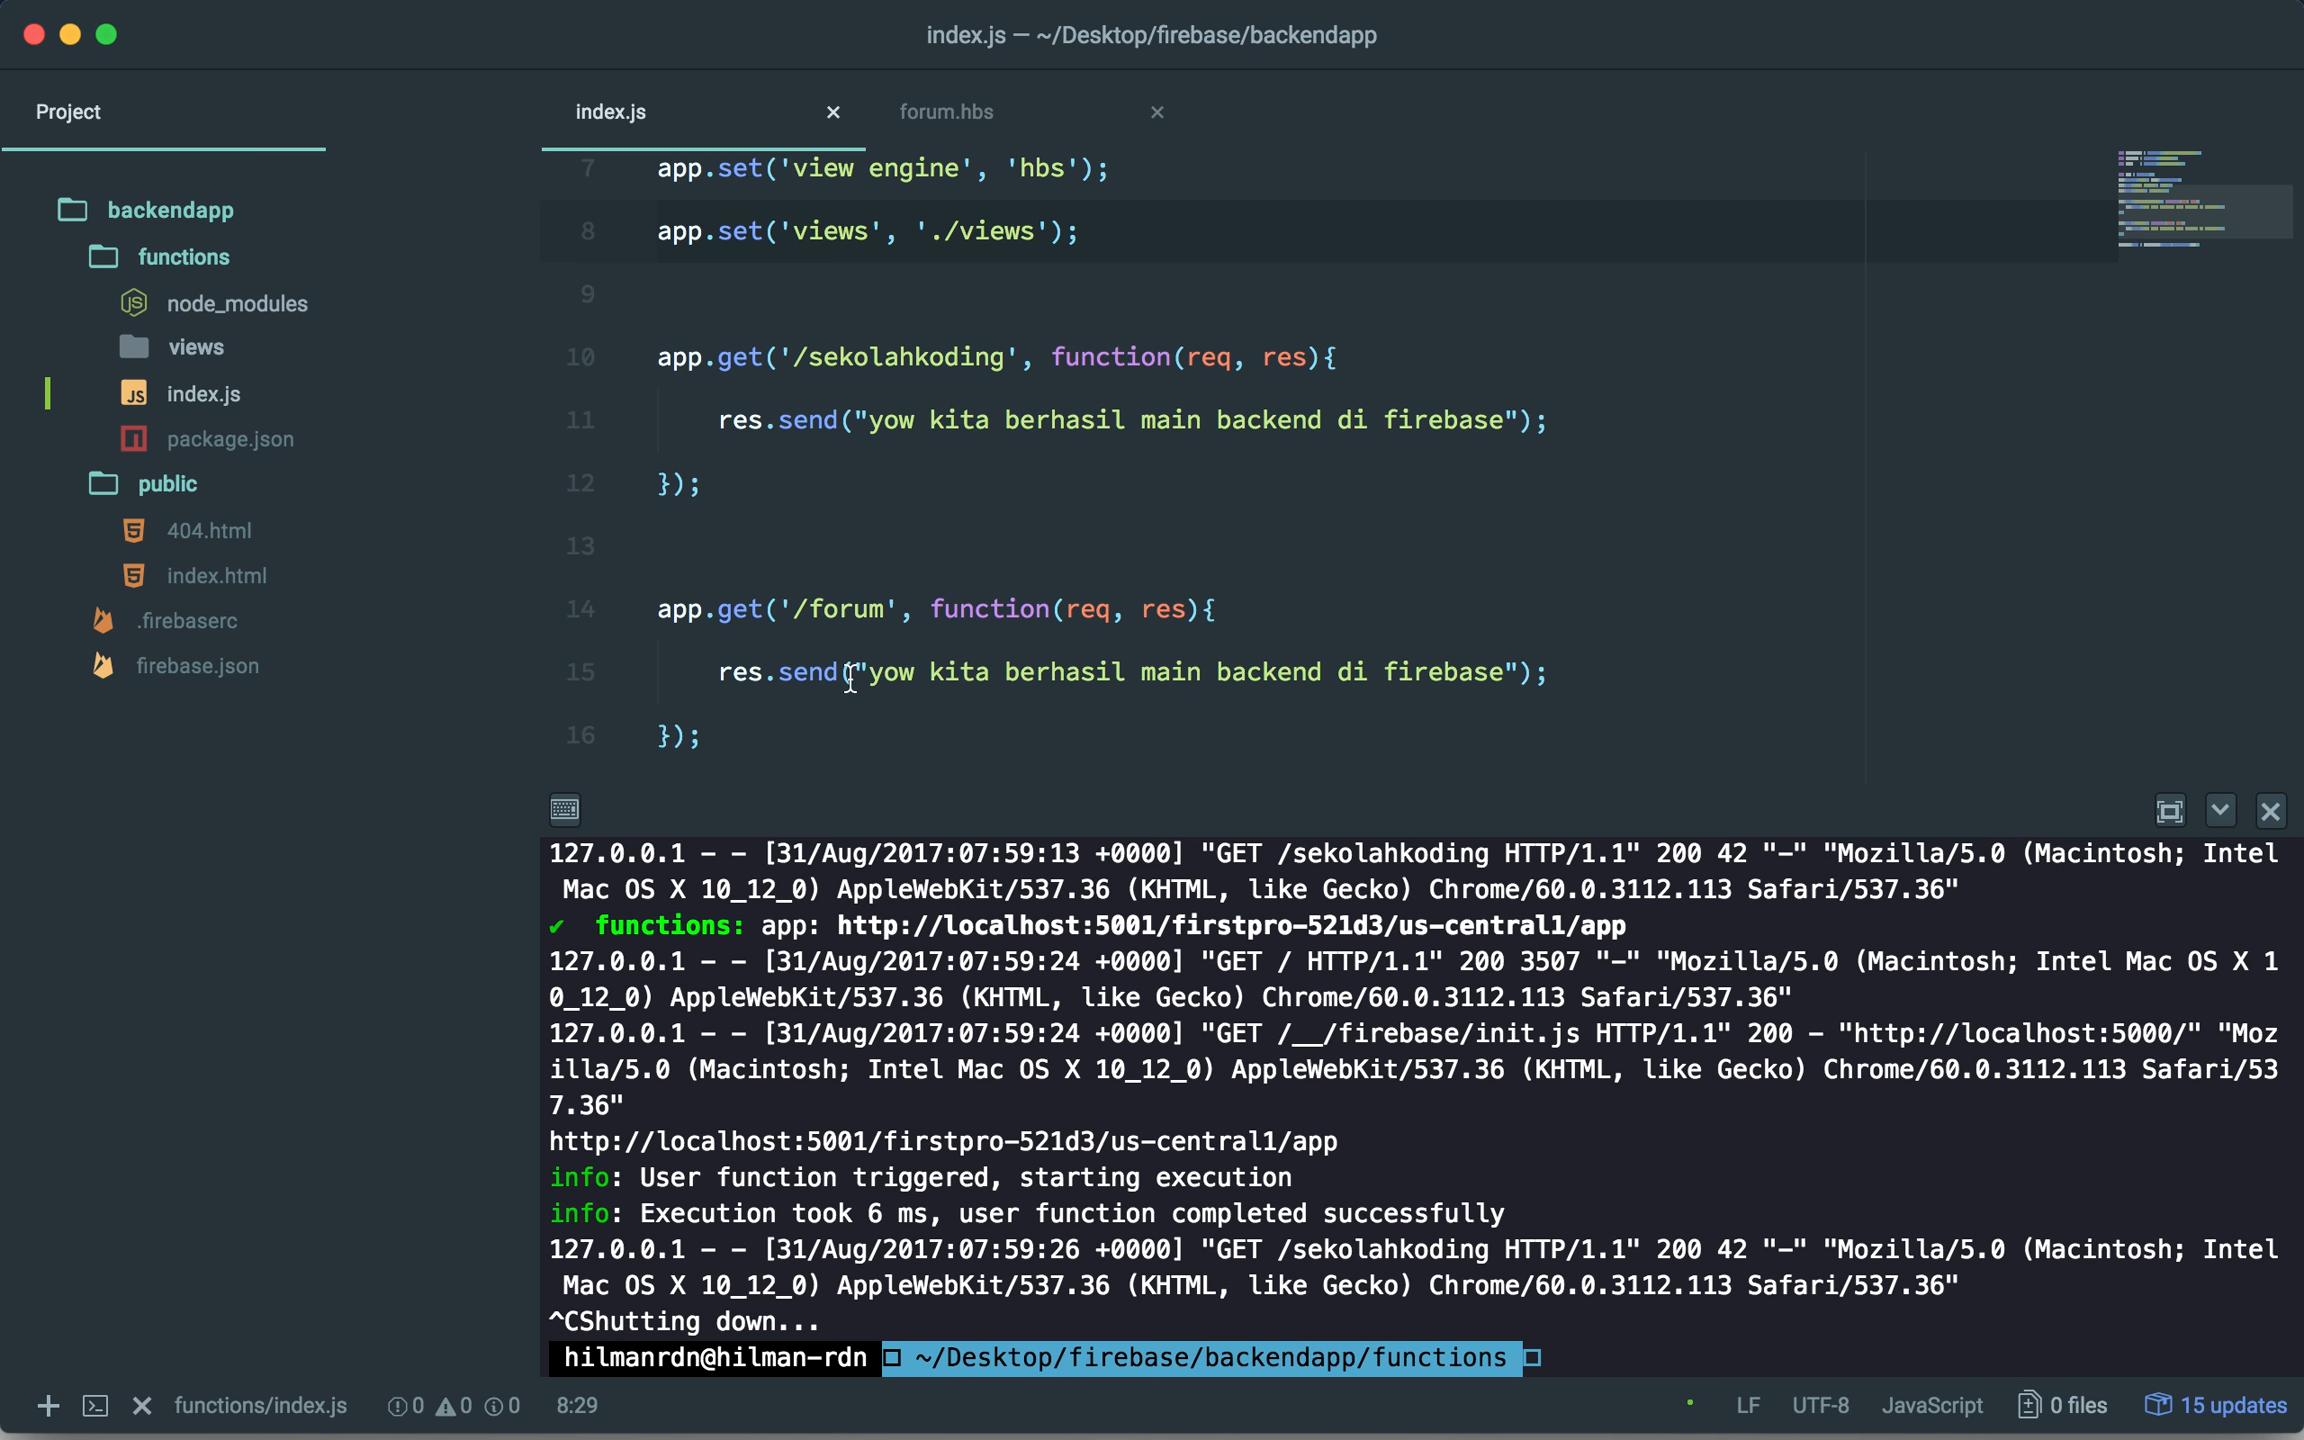 index.js — ~/Desktop/firebase/backendapp
Project
index.js
forum.hbs
backendapp
functions
node_modules
views
index.js
package.json
public
404.html
index.html
.firebaserc
firebase.json
7 app.set('view engine', 'hbs');
8 app.set('views', './views');
9
10 app.get('/sekolahkoding', function(req, res){
11 res.send("yow kita berhasil main backend di firebase");
12 });
13
14 app.get('/forum', function(req, res){
15 res.send("yow kita berhasil main backend di firebase");
16 });
127.0.0.1 - - [31/Aug/2017:07:59:13 +0000] "GET /sekolahkoding HTTP/1.1" 200 42 "-" "Mozilla/5.0 (Macintosh; Intel
Mac OS X 10_12_0) AppleWebKit/537.36 (KHTML, like Gecko) Chrome/60.0.3112.113 Safari/537.36"
✔ functions: app: http://localhost:5001/firstpro-521d3/us-central1/app
127.0.0.1 - - [31/Aug/2017:07:59:24 +0000] "GET / HTTP/1.1" 200 3507 "-" "Mozilla/5.0 (Macintosh; Intel Mac OS X 1
0_12_0) AppleWebKit/537.36 (KHTML, like Gecko) Chrome/60.0.3112.113 Safari/537.36"
127.0.0.1 - - [31/Aug/2017:07:59:24 +0000] "GET /__/firebase/init.js HTTP/1.1" 200 - "http://localhost:5000/" "Moz
illa/5.0 (Macintosh; Intel Mac OS X 10_12_0) AppleWebKit/537.36 (KHTML, like Gecko) Chrome/60.0.3112.113 Safari/53
7.36"
http://localhost:5001/firstpro-521d3/us-central1/app
info: User function triggered, starting execution
info: Execution took 6 ms, user function completed successfully
127.0.0.1 - - [31/Aug/2017:07:59:26 +0000] "GET /sekolahkoding HTTP/1.1" 200 42 "-" "Mozilla/5.0 (Macintosh; Intel
Mac OS X 10_12_0) AppleWebKit/537.36 (KHTML, like Gecko) Chrome/60.0.3112.113 Safari/537.36"
^CShutting down...
hilmanrdn@hilman-rdn ~/Desktop/firebase/backendapp/functions
functions/index.js 0 0 0 8:29 LF UTF-8 JavaScript 0 files 15 updates